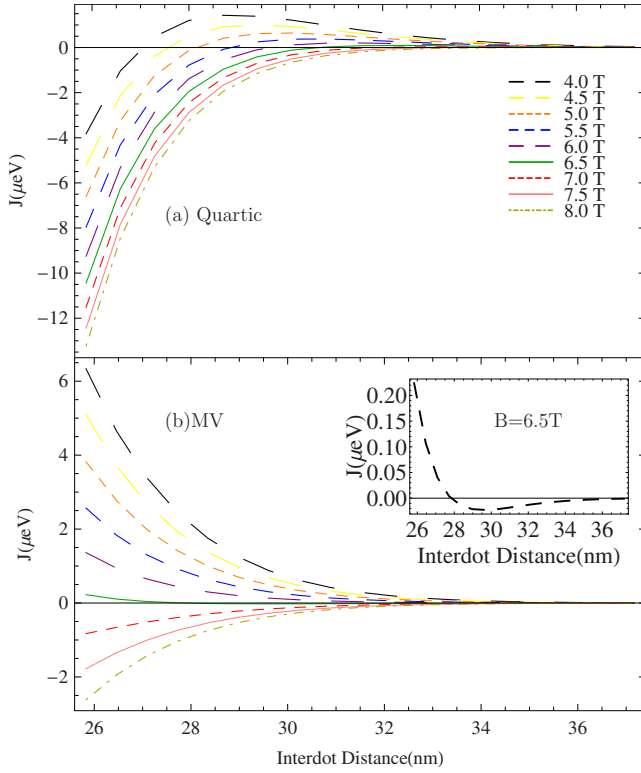 2
0
−2
−4
−6
−8
−10
−12
J(μeV)
(a) Quartic
4.0 T
4.5 T
5.0 T
5.5 T
6.0 T
6.5 T
7.0 T
7.5 T
8.0 T
6
4
2
0
−2
J(μeV)
(b)MV
0.20
0.15
0.10
0.05
0.00
J(μeV)
B=6.5T
26 28 30 32 34 36
Interdot Distance(nm)
26 28 30 32 34 36
Interdot Distance(nm)